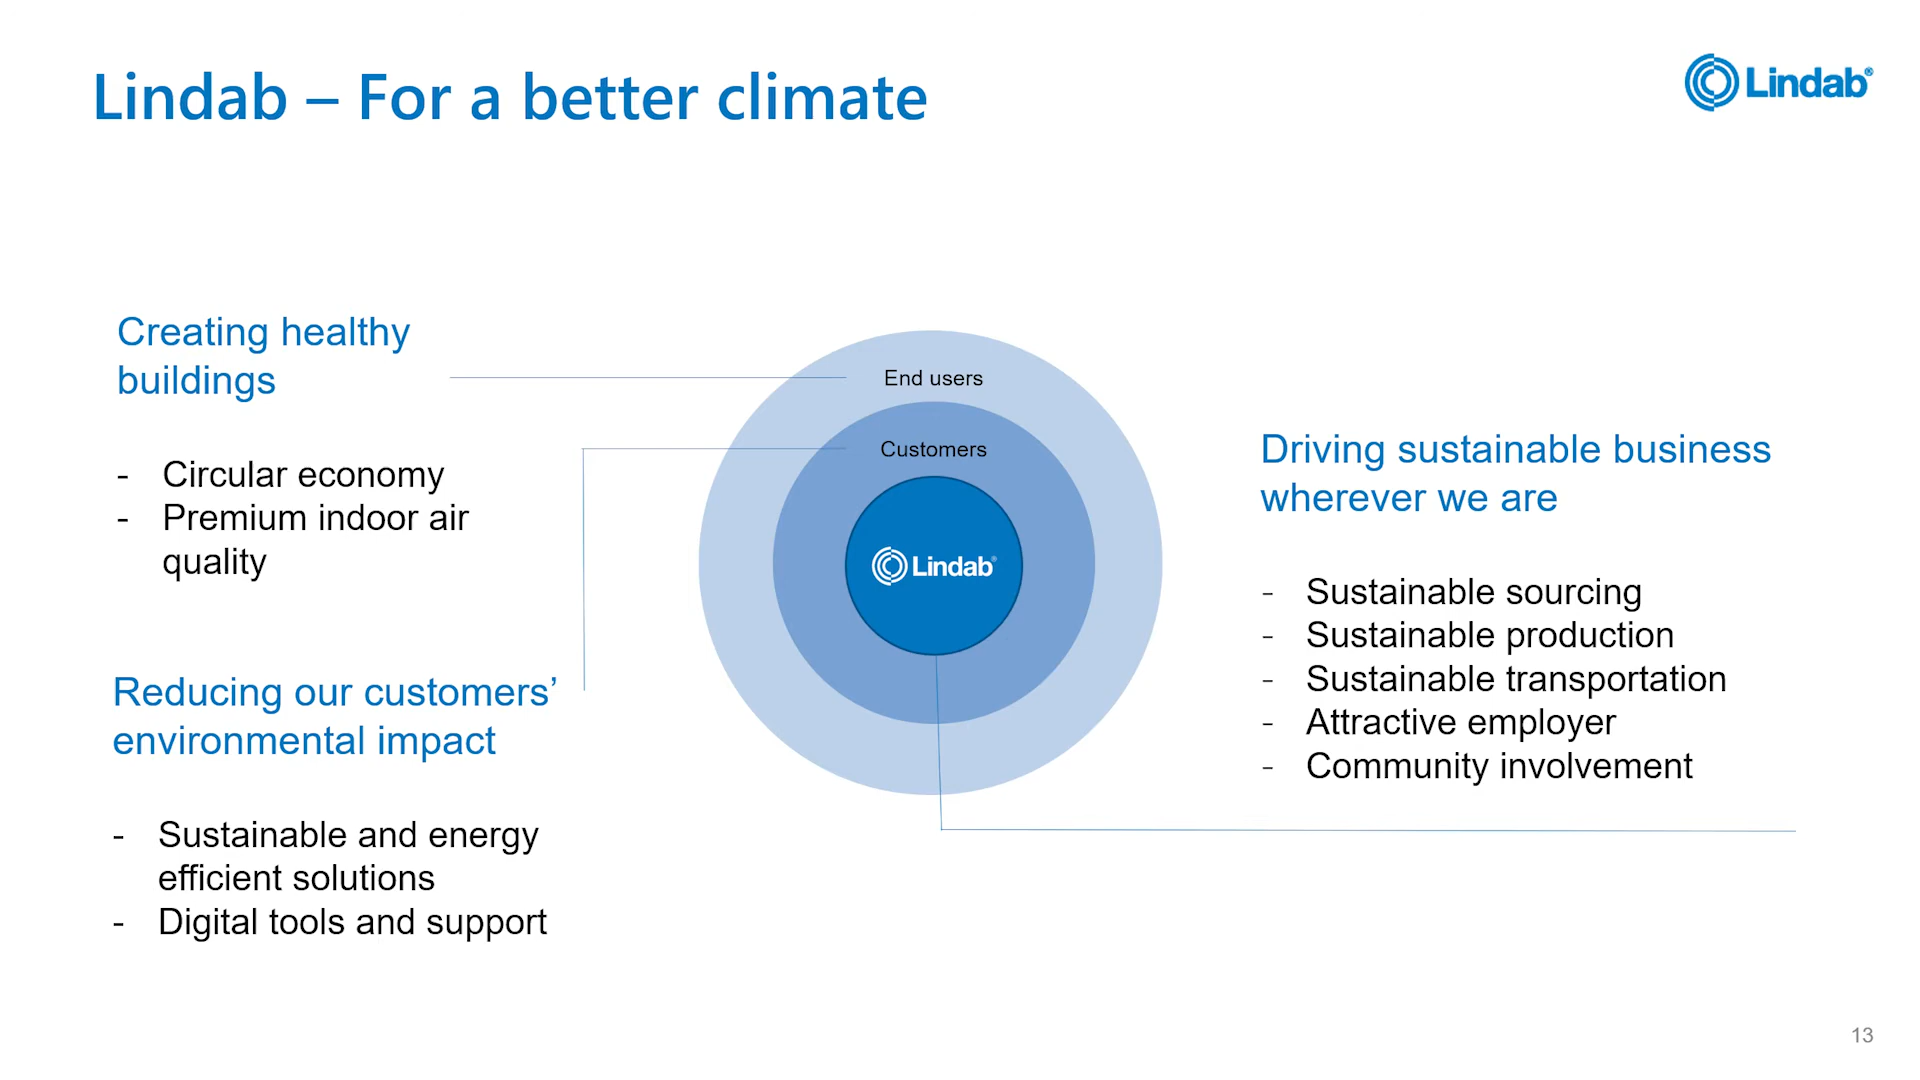 Lindab – For a better climate
Lindab®
Creating healthy
buildings
- Circular economy
- Premium indoor air
quality
Reducing our customers’
environmental impact
- Sustainable and energy
efficient solutions
- Digital tools and support
End users
Customers
Lindab®
Driving sustainable business
wherever we are
- Sustainable sourcing
- Sustainable production
- Sustainable transportation
- Attractive employer
- Community involvement
13